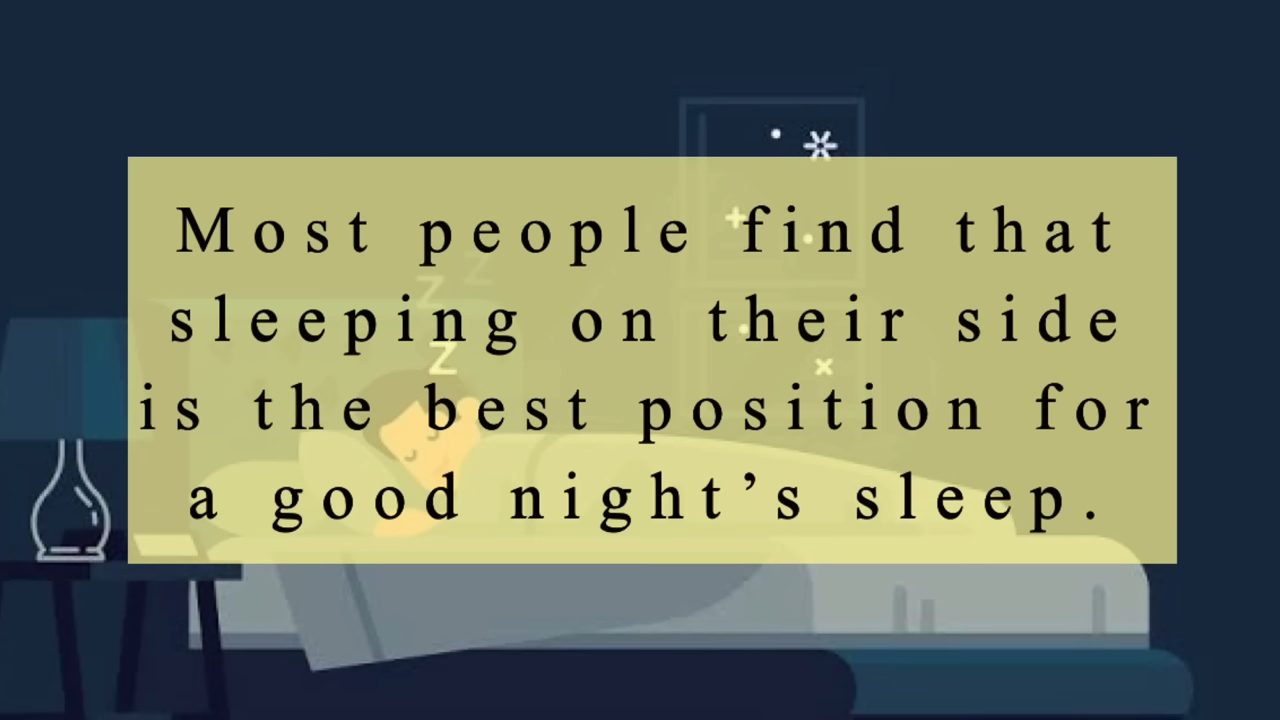 Most people find that
sleeping on their side
is the best position for
a good night’s sleep.